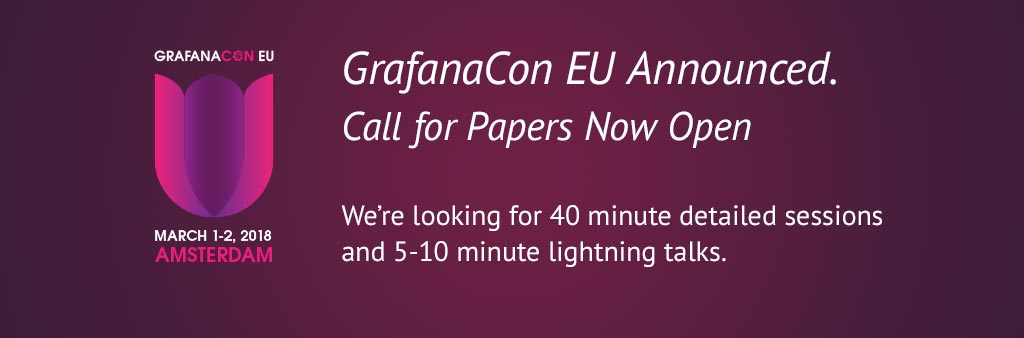 GRAFANACON EU
MARCH 1-2, 2018
AMSTERDAM
GrafanaCon EU Announced.
Call for Papers Now Open
We’re looking for 40 minute detailed sessions
and 5-10 minute lightning talks.